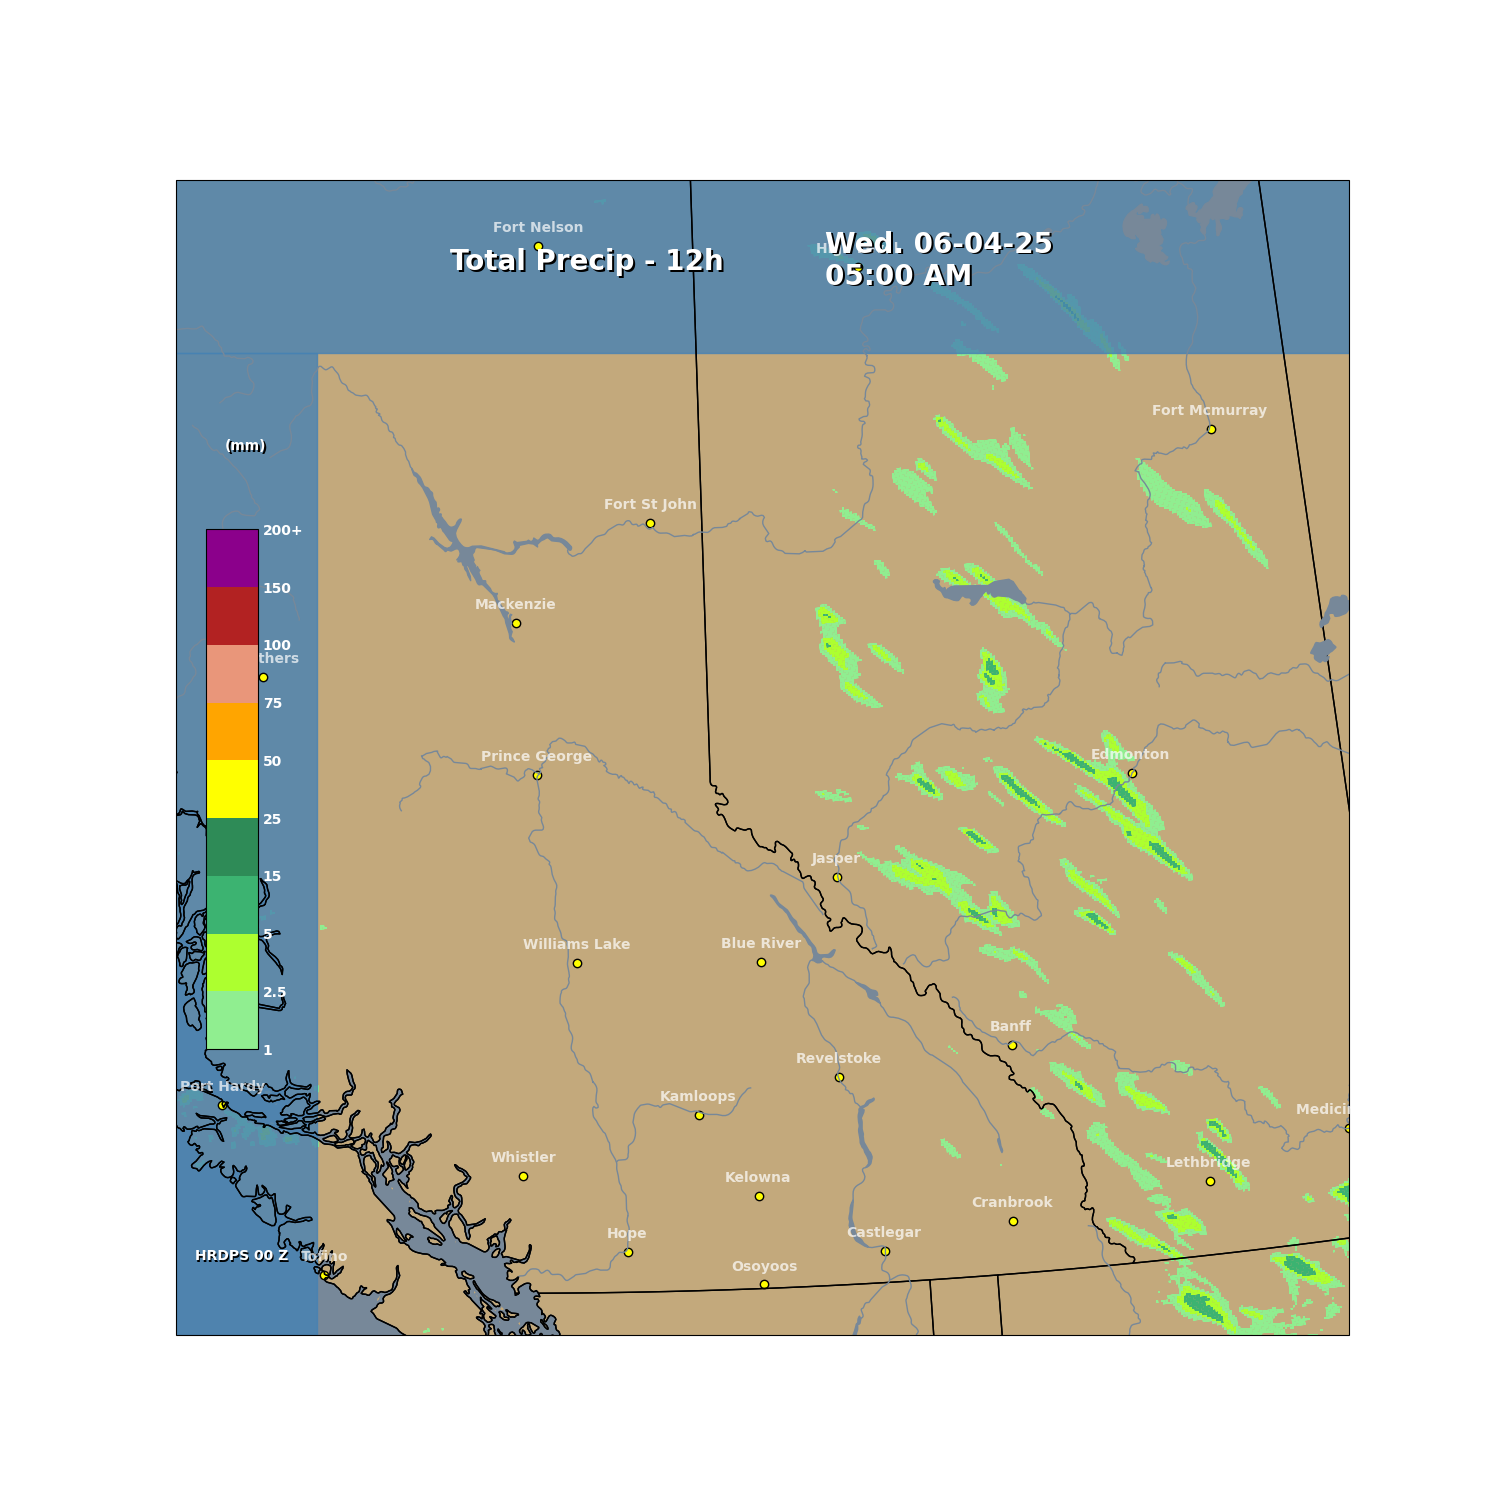 Fort Nelson
Total Precip - 12h
Wed. 06-04-25
05:00 AM
Fort Mcmurray
(mm)
Fort St John
200+
150
Mackenzie
100
thers
75
50
Prince George
Edmonton
25
Jasper
15
5
Williams Lake
Blue River
2.5
Banff
1
Revelstoke
Port Hardy
Kamloops
Medicin
Whistler
Lethbridge
Kelowna
Cranbrook
Hope
Castlegar
HRDPS 00 Z
Tofino
Osoyoos